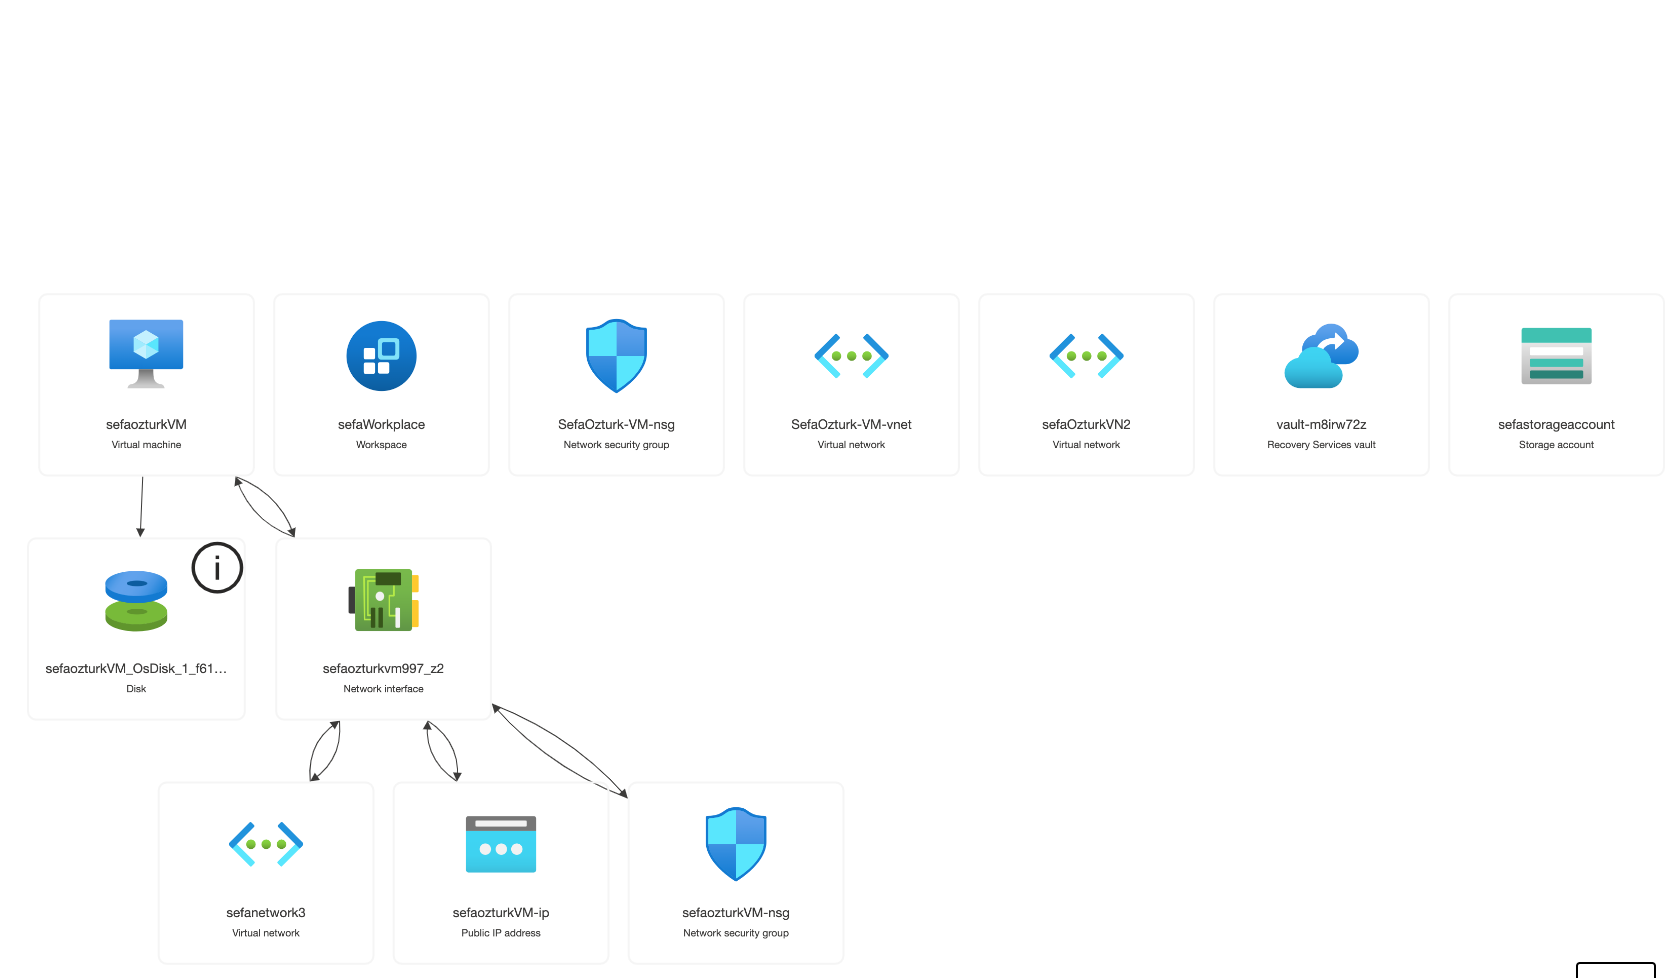 sefaozturkVM
Virtual machine
sefaWorkplace
Workspace
SefaOzturk-VM-nsg
Network security group
SefaOzturk-VM-vnet
Virtual network
sefaOzturkVN2
Virtual network
vault-m8irw72z
Recovery Services vault
sefastorageaccount
Storage account
i
sefaozturkVM_OsDisk_1_f61...
Disk
sefaozturkvm997_z2
Network interface
sefanetwork3
Virtual network
sefaozturkVM-ip
Public IP address
sefaozturkVM-nsg
Network security group